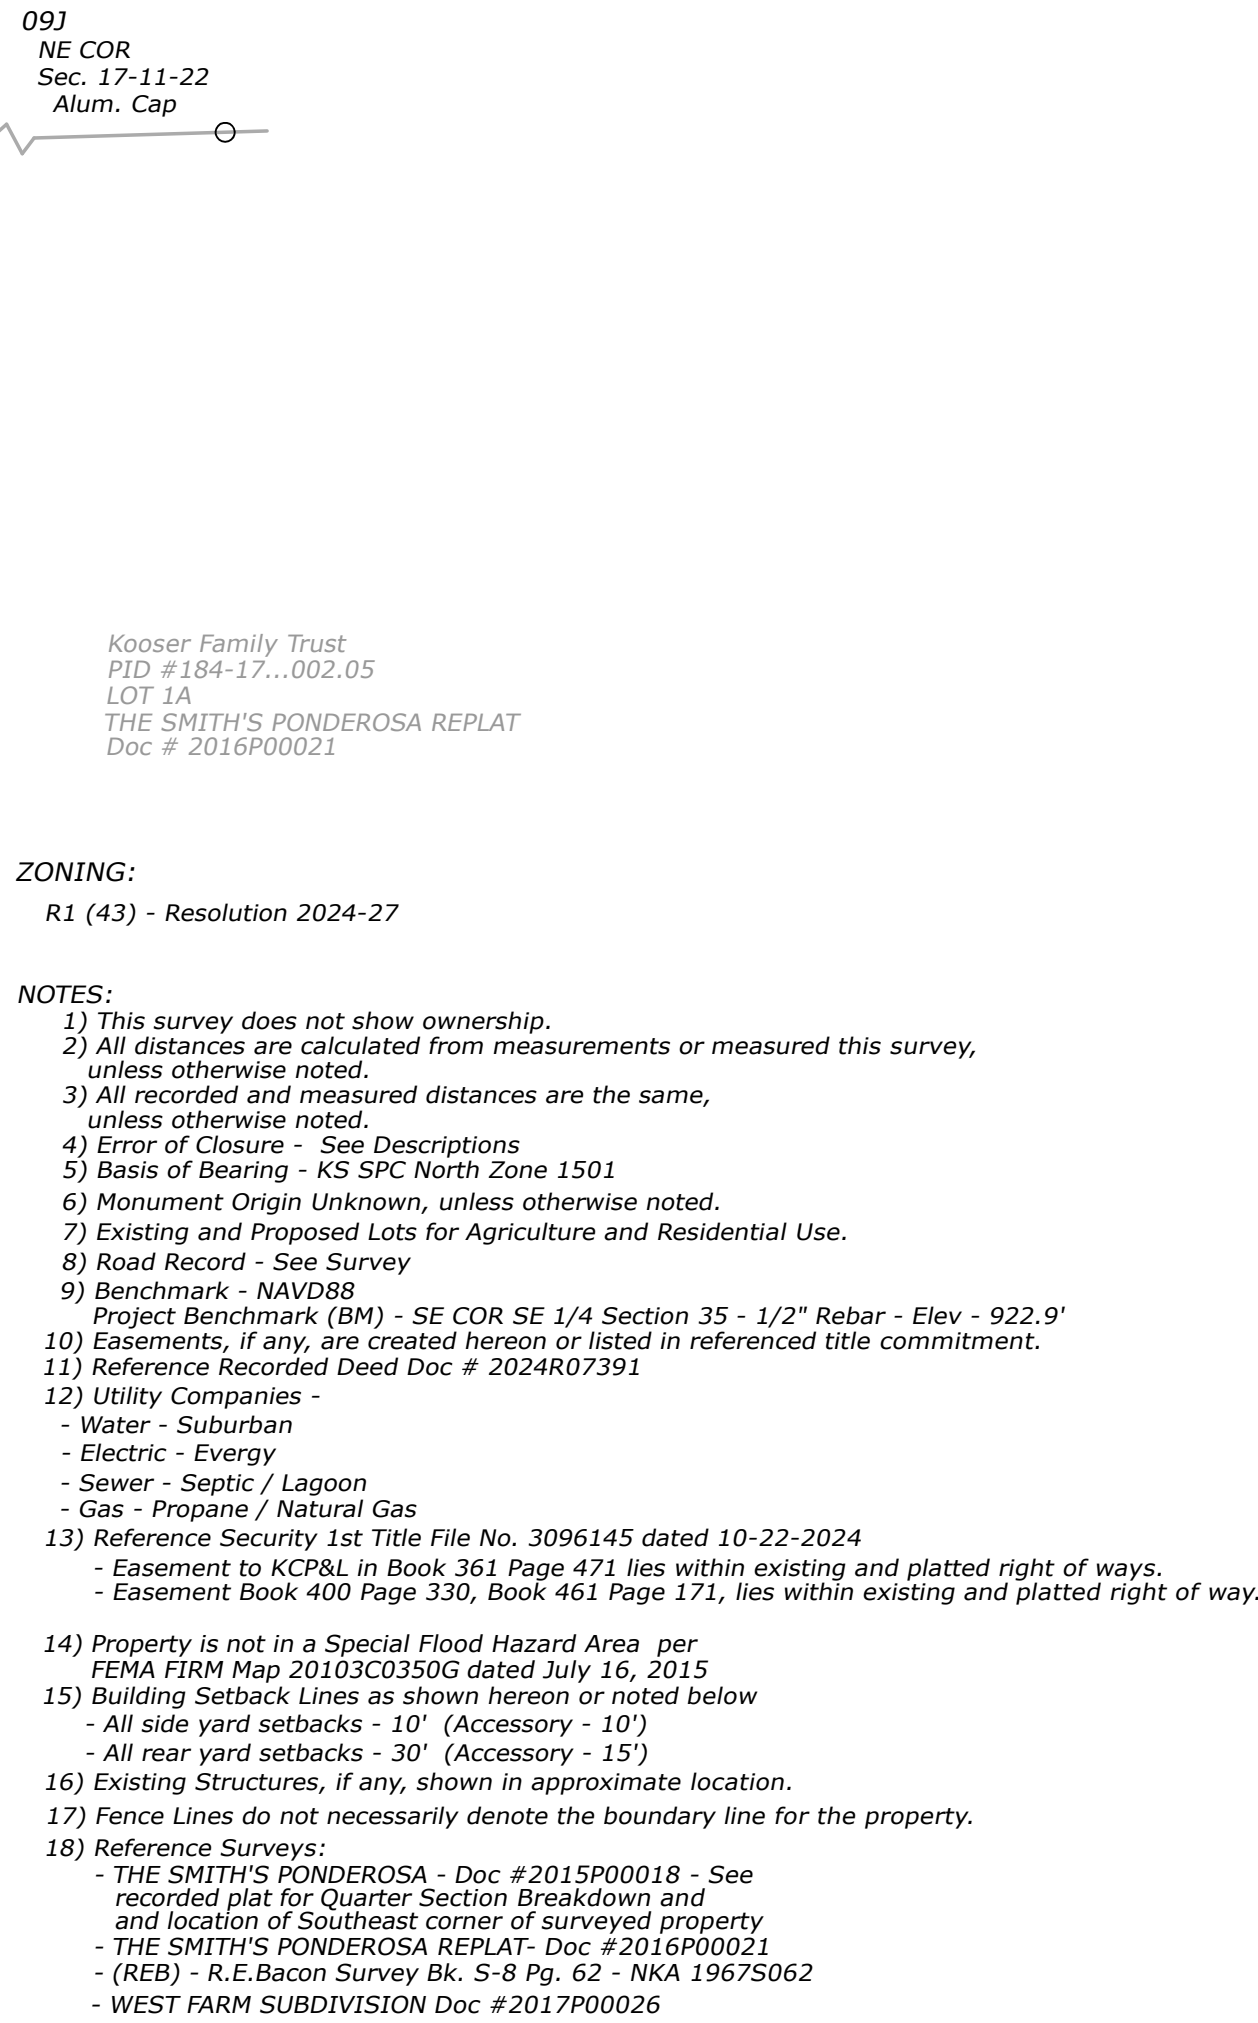 09J
NE COR
Sec. 17-11-22
Alum. Cap
Kooser Family Trust
PID #184-17...002.05
LOT 1A
THE SMITH'S PONDEROSA REPLAT
Doc # 2016P00021
ZONING:
R1 (43) - Resolution 2024-27
NOTES:
1) This survey does not show ownership.
2) All distances are calculated from measurements or measured this survey,
unless otherwise noted.
3) All recorded and measured distances are the same,
unless otherwise noted.
4) Error of Closure - See Descriptions
5) Basis of Bearing - KS SPC North Zone 1501
6) Monument Origin Unknown, unless otherwise noted.
7) Existing and Proposed Lots for Agriculture and Residential Use.
8) Road Record - See Survey
9) Benchmark - NAVD88
Project Benchmark (BM) - SE COR SE 1/4 Section 35 - 1/2" Rebar - Elev - 922.9'
10) Easements, if any, are created hereon or listed in referenced title commitment.
11) Reference Recorded Deed Doc # 2024R07391
12) Utility Companies -
- Water - Suburban
- Electric - Evergy
- Sewer - Septic / Lagoon
- Gas - Propane / Natural Gas
13) Reference Security 1st Title File No. 3096145 dated 10-22-2024
- Easement to KCP&L in Book 361 Page 471 lies within existing and platted right of ways.
- Easement Book 400 Page 330, Book 461 Page 171, lies within existing and platted right of way.
14) Property is not in a Special Flood Hazard Area per
FEMA FIRM Map 20103C0350G dated July 16, 2015
15) Building Setback Lines as shown hereon or noted below
- All side yard setbacks - 10' (Accessory - 10')
- All rear yard setbacks - 30' (Accessory - 15')
16) Existing Structures, if any, shown in approximate location.
17) Fence Lines do not necessarily denote the boundary line for the property.
18) Reference Surveys:
- THE SMITH'S PONDEROSA - Doc #2015P00018 - See
recorded plat for Quarter Section Breakdown and
and location of Southeast corner of surveyed property
- THE SMITH'S PONDEROSA REPLAT- Doc #2016P00021
- (REB) - R.E.Bacon Survey Bk. S-8 Pg. 62 - NKA 1967S062
- WEST FARM SUBDIVISION Doc #2017P00026